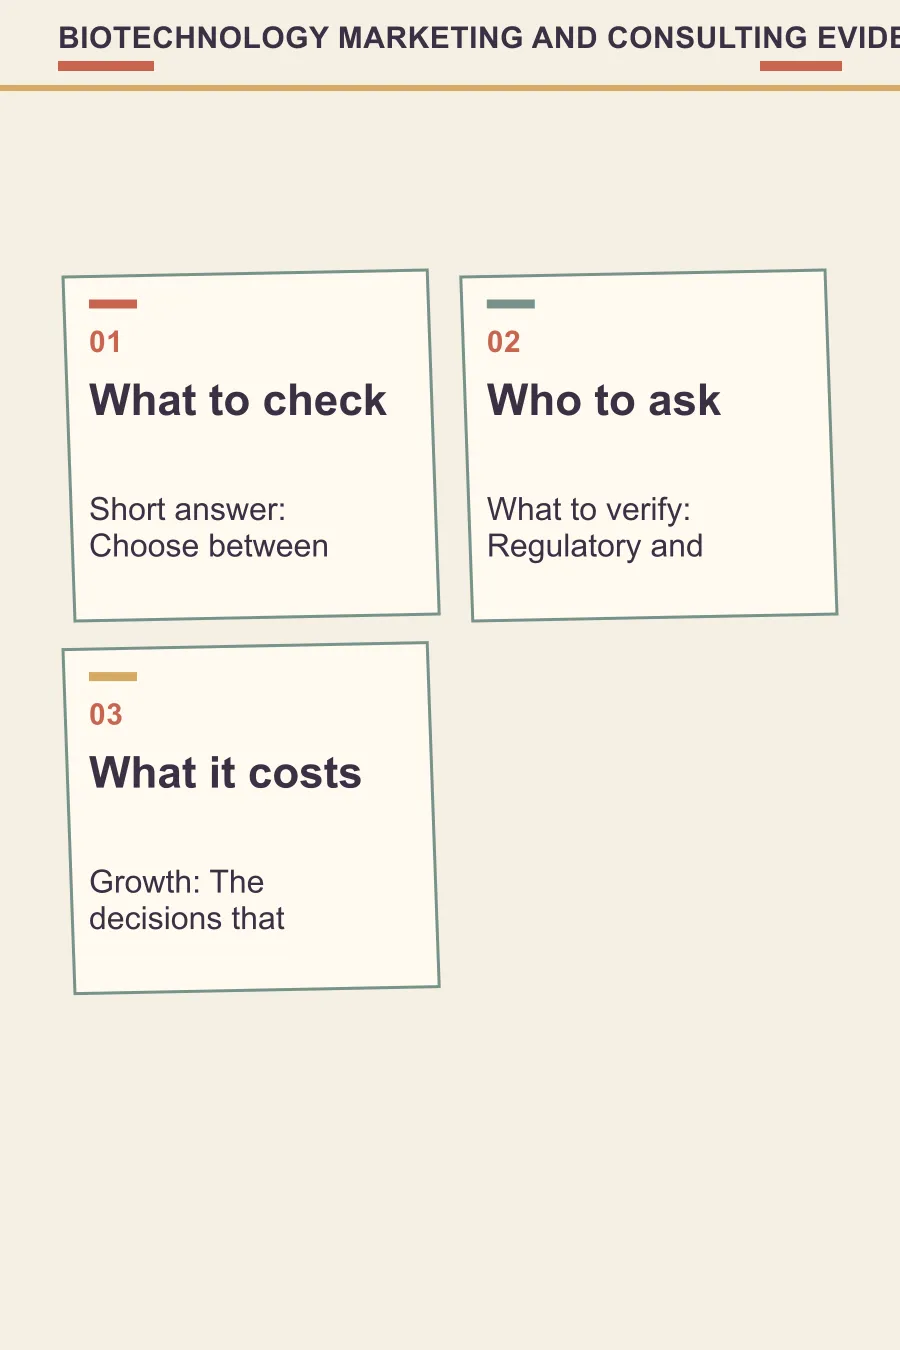 BIOTECHNOLOGY MARKETING AND CONSULTING EVIDE
01
What to check
Short answer:
Choose between
02
Who to ask
What to verify:
Regulatory and
03
What it costs
Growth: The
decisions that